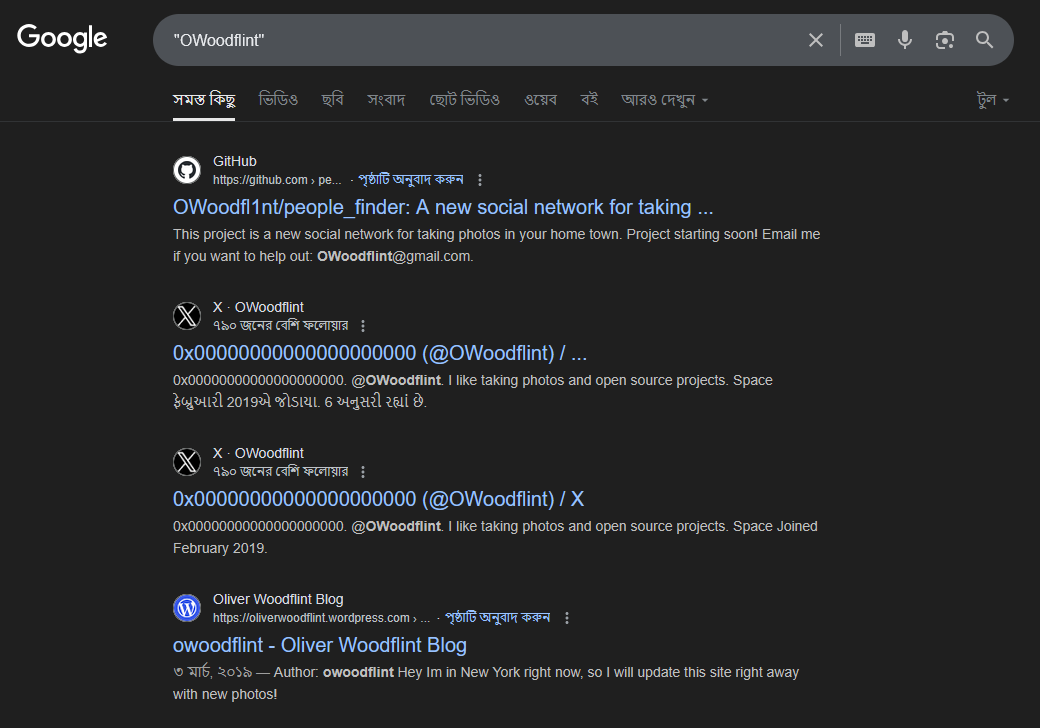 Google
"OWoodflint"
সমস্ত কিছু ভিডিও ছবি সংবাদ ছোট ভিডিও ওয়েব বই আরও দেখুন টুল
GitHub
https://github.com › pe... · পৃষ্ঠাটি অনুবাদ করুন
OWoodfl1nt/people_finder: A new social network for taking ...
This project is a new social network for taking photos in your home town. Project starting soon! Email me
if you want to help out: OWoodflint@gmail.com.
X · OWoodflint
৭৯০ জনের বেশি ফলোয়ার
0x00000000000000000000 (@OWoodflint) / ...
0x0000000000000000000. @OWoodflint. I like taking photos and open source projects. Space
ફેબ્રુઆરી 2019એ જોડાયા. 6 અનુસરી રહ્યાં છે.
X · OWoodflint
৭৯০ জনের বেশি ফলোয়ার
0x00000000000000000000 (@OWoodflint) / X
0x0000000000000000000. @OWoodflint. I like taking photos and open source projects. Space Joined
February 2019.
Oliver Woodflint Blog
https://oliverwoodflint.wordpress.com › ... · পৃষ্ঠাটি অনুবাদ করুন
owoodflint - Oliver Woodflint Blog
৩ মার্চ, ২০১৯ — Author: owoodflint Hey Im in New York right now, so I will update this site right away
with new photos!